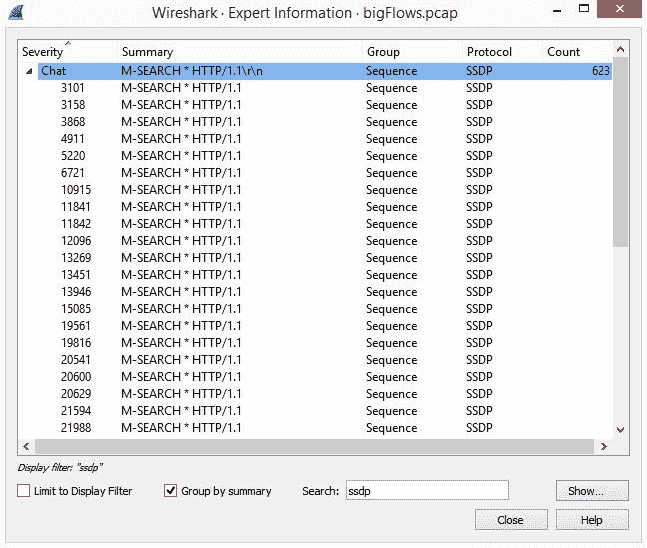 Wireshark · Expert Information · bigFlows.pcap
Severity Summary Group Protocol Count
Chat M-SEARCH * HTTP/1.1\r\n Sequence SSDP 623
3101 M-SEARCH * HTTP/1.1 Sequence SSDP
3158 M-SEARCH * HTTP/1.1 Sequence SSDP
3868 M-SEARCH * HTTP/1.1 Sequence SSDP
4911 M-SEARCH * HTTP/1.1 Sequence SSDP
5220 M-SEARCH * HTTP/1.1 Sequence SSDP
6721 M-SEARCH * HTTP/1.1 Sequence SSDP
10915 M-SEARCH * HTTP/1.1 Sequence SSDP
11841 M-SEARCH * HTTP/1.1 Sequence SSDP
11842 M-SEARCH * HTTP/1.1 Sequence SSDP
12096 M-SEARCH * HTTP/1.1 Sequence SSDP
13269 M-SEARCH * HTTP/1.1 Sequence SSDP
13451 M-SEARCH * HTTP/1.1 Sequence SSDP
13946 M-SEARCH * HTTP/1.1 Sequence SSDP
15085 M-SEARCH * HTTP/1.1 Sequence SSDP
19561 M-SEARCH * HTTP/1.1 Sequence SSDP
19816 M-SEARCH * HTTP/1.1 Sequence SSDP
20541 M-SEARCH * HTTP/1.1 Sequence SSDP
20600 M-SEARCH * HTTP/1.1 Sequence SSDP
20629 M-SEARCH * HTTP/1.1 Sequence SSDP
21594 M-SEARCH * HTTP/1.1 Sequence SSDP
21988 M-SEARCH * HTTP/1.1 Sequence SSDP
Display filter: "ssdp"
Limit to Display Filter Group by summary Search: ssdp Show...
Close Help